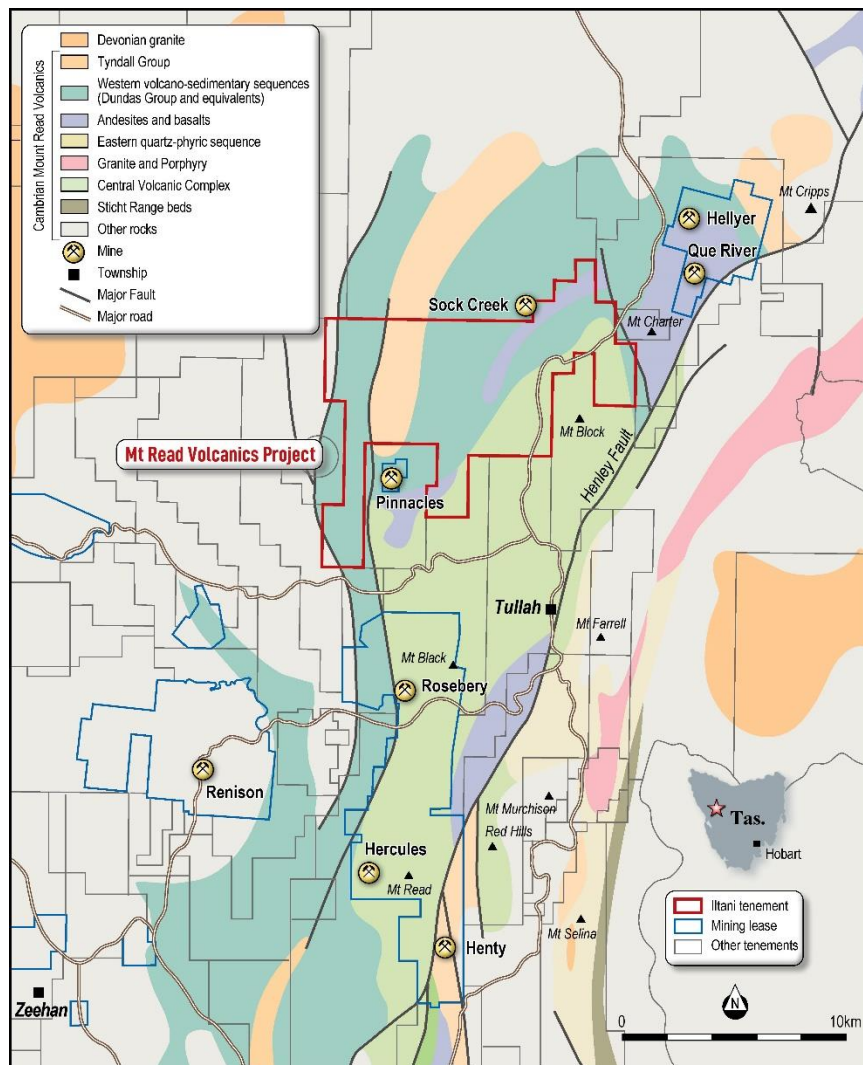 Cambrian Mount Read Volcanics
Devonian granite
Tyndall Group
Western volcano-sedimentary sequences
(Dundas Group and equivalents)
Andesites and basalts
Eastern quartz-phyric sequence
Granite and Porphyry
Central Volcanic Complex
Sticht Range beds
Other rocks
Mine
Township
Major Fault
Major road
Mt Cripps
Hellyer
Que River
Sock Creek
Mt Charter
Mt Block
Mt Read Volcanics Project
Henley Fault
Pinnacles
Tullah
Mt Farrell
Mt Black
Rosebery
Renison
Mt Murchison
Red Hills
Tas.
Hobart
Hercules
Mt Read
Mt Selina
Henty
Iltani tenement
Mining lease
Other tenements
Zeehan
N
0 10km